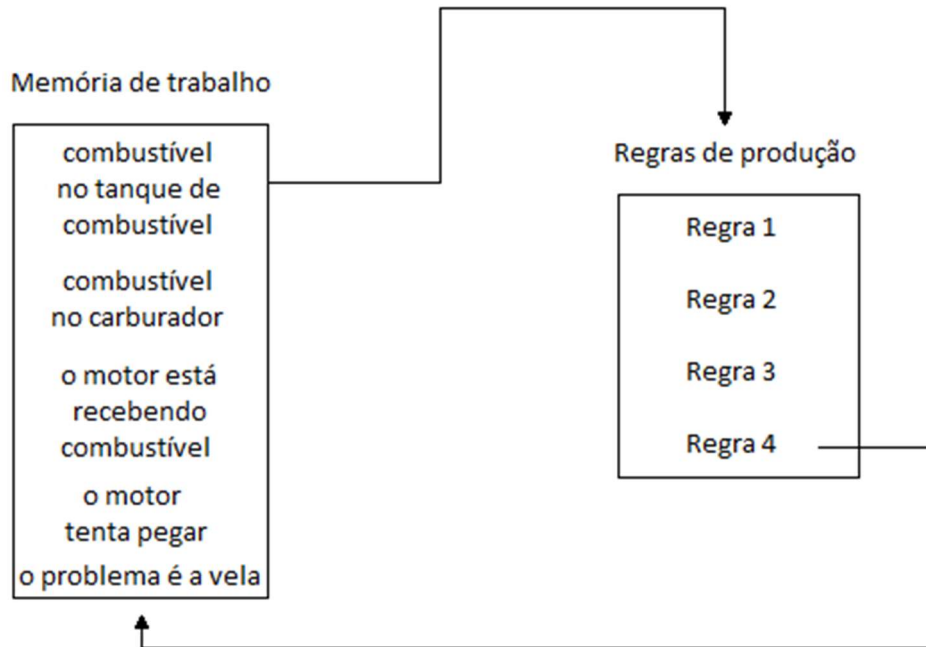 Memória de trabalho
combustível
no tanque de
combustível
combustível
no carburador
o motor está
recebendo
combustível
o motor
tenta pegar
o problema é a vela
Regras de produção
Regra 1
Regra 2
Regra 3
Regra 4